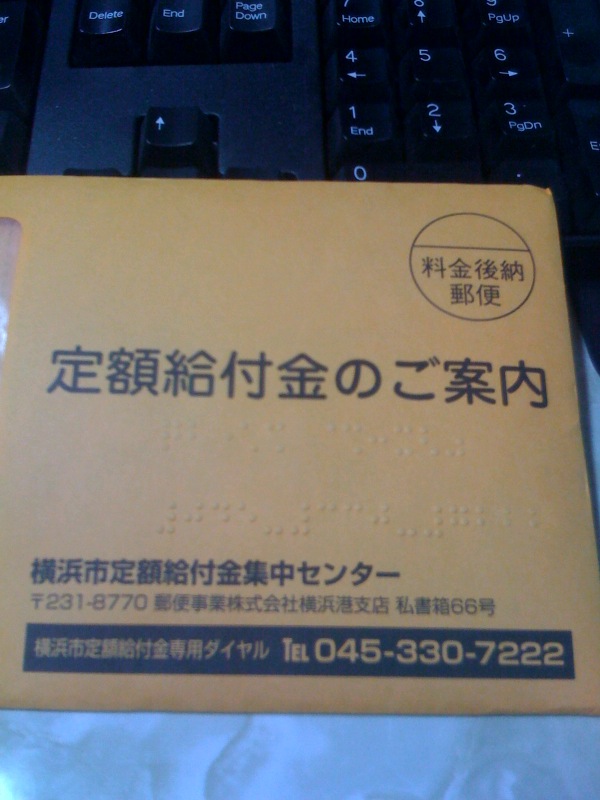 Delete
End
Page
Down
7
Home
8
↑
9
PgUp
+
4
←
5
6
→
↑
1
End
2
↓
3
PgDn
0
.
料金後納
郵便
定額給付金のご案内
横浜市定額給付金集中センター
〒231-8770 郵便事業株式会社横浜港支店 私書箱66号
横浜市定額給付金専用ダイヤル TEL 045-330-7222